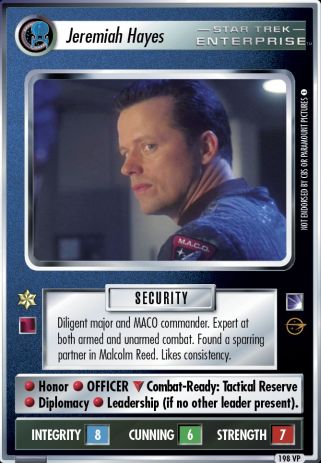 Jeremiah Hayes
STAR TREK
ENTERPRISE™
M.A.C.O.
NOT ENDORSED BY CBS OR PARAMOUNT PICTURES
SECURITY
Diligent major and MACO commander. Expert at
both armed and unarmed combat. Found a sparring
partner in Malcolm Reed. Likes consistency.
Honor OFFICER Combat-Ready: Tactical Reserve
Diplomacy Leadership (if no other leader present).
INTEGRITY 8 CUNNING 6 STRENGTH 7
198 VP